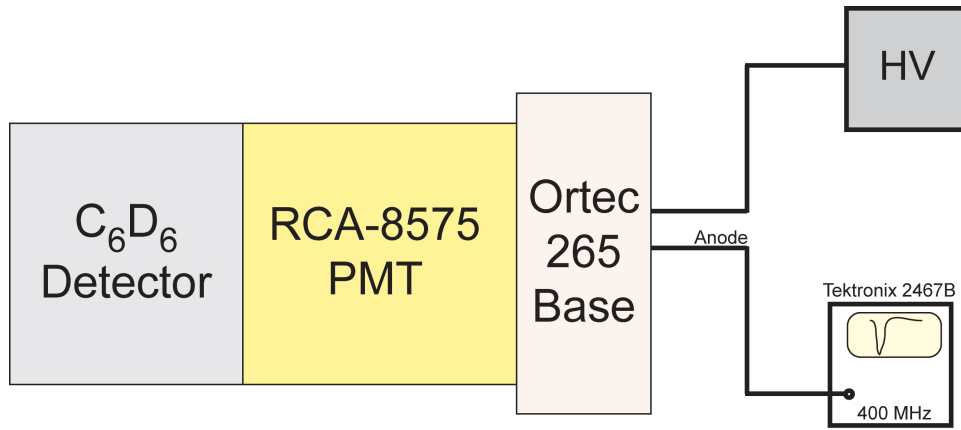 C₆D₆
Detector
RCA-8575
PMT
Ortec
265
Base
HV
Anode
Tektronix 2467B
400 MHz